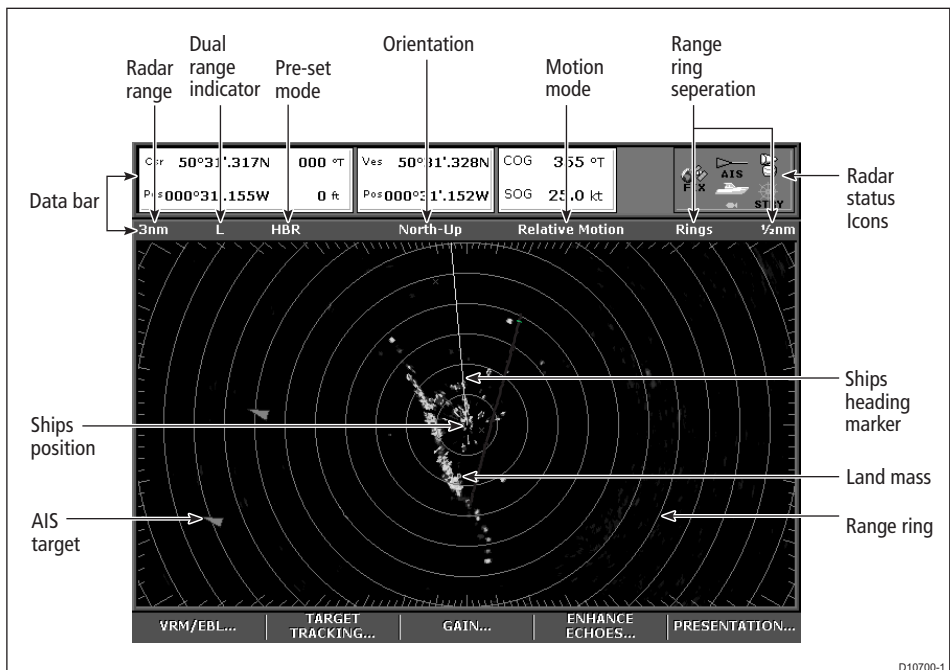 Radar
range
Dual
range
indicator
Pre-set
mode
Orientation
Motion
mode
Range
ring
seperation
Data bar
Csr 50°31'.317N 000 °T
Pos 000°31.155W 0 ft
Ves 50°31'.328N
Pos 000°31'.152W
COG 355 °T
SOG 25.0 kt
FIX
AIS
STBY
Radar
status
Icons
3nm L HBR North-Up Relative Motion Rings ½nm
Ships
heading
marker
Ships
position
Land mass
AIS
target
Range ring
VRM/EBL...
TARGET
TRACKING...
GAIN...
ENHANCE
ECHOES...
PRESENTATION...
D10700-1